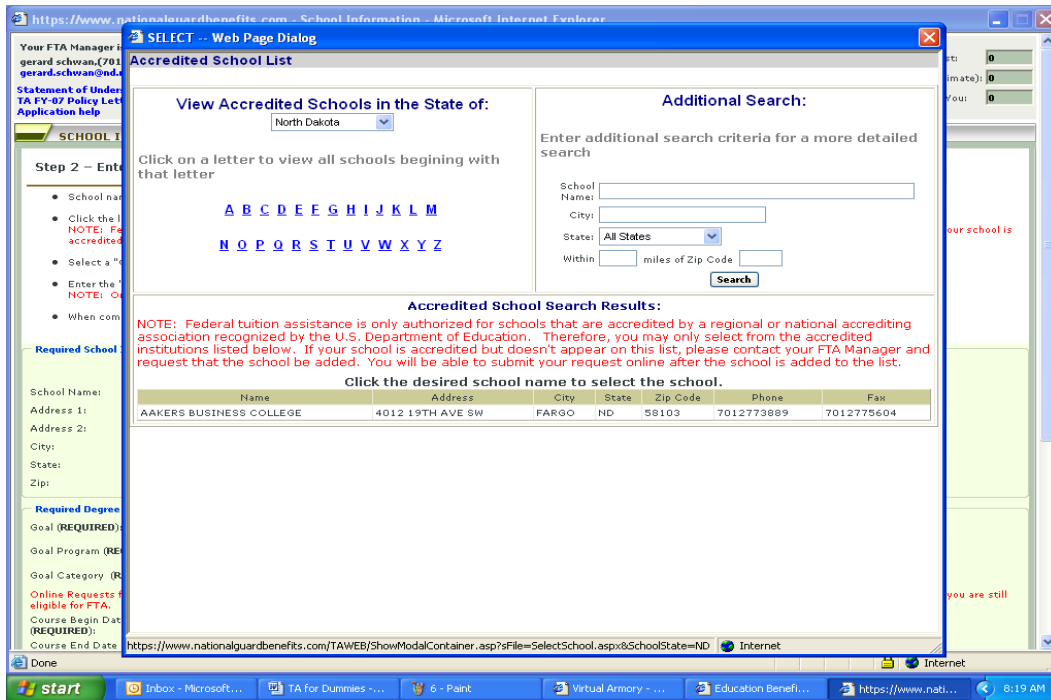 https://www.nationalguardbenefits.com - School Information - Microsoft Internet Explorer
SELECT -- Web Page Dialog
Your FTA Manager i
gerard schwan,(701
gerard.schwan@nd.
Statement of Unders
TA FY-07 Policy Lett
Application help
st: 0
imate): 0
You: 0
SCHOOL I
Step 2 – Ente
School nar
Click the l
NOTE: Fe
accredited
our school is
Select a "
Enter the "
NOTE: O
When com
Required School I
School Name:
Address 1:
Address 2:
City:
State:
Zip:
Required Degree
Goal (REQUIRED):
Goal Program (RE
Goal Category (R
Online Requests f
eligible for FTA.
you are still
Course Begin Dat
(REQUIRED):
Course End Date
Accredited School List
View Accredited Schools in the State of:
North Dakota
Click on a letter to view all schools begining with
that letter
A B C D E F G H I J K L M
N O P Q R S T U V W X Y Z
Additional Search:
Enter additional search criteria for a more detailed
search
School
Name:
City:
State: All States
Within miles of Zip Code
Search
Accredited School Search Results:
NOTE: Federal tuition assistance is only authorized for schools that are accredited by a regional or national accrediting
association recognized by the U.S. Department of Education. Therefore, you may only select from the accredited
institutions listed below. If your school is accredited but doesn't appear on this list, please contact your FTA Manager and
request that the school be added. You will be able to submit your request online after the school is added to the list.
Click the desired school name to select the school.
Name Address City State Zip Code Phone Fax
AAKERS BUSINESS COLLEGE 4012 19TH AVE SW FARGO ND 58103 7012773889 7012775604
https://www.nationalguardbenefits.com/TAWEB/ShowModalContainer.asp?sFile=SelectSchool.aspx&SchoolState=ND Internet
Done Internet
start Inbox - Microsoft... TA for Dummies -... 6 - Paint Virtual Armory - ... Education Benefi... https://www.nati... 8:19 AM